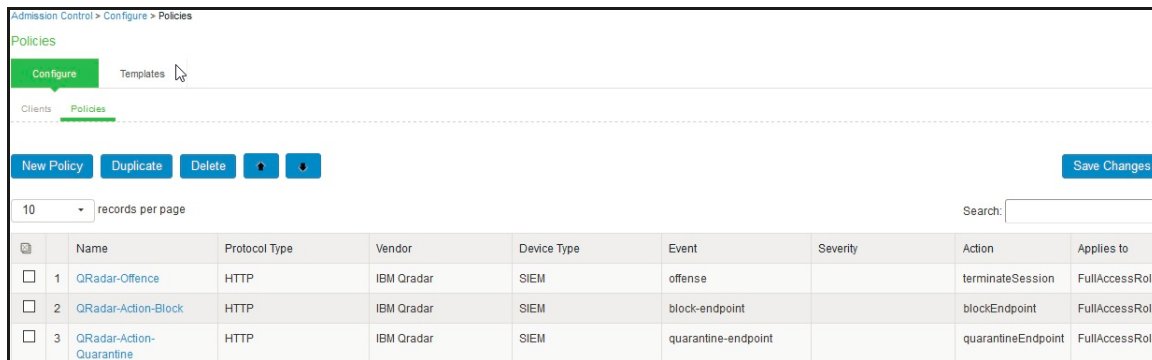 Admission Control > Configure > Policies
Policies
Configure Templates
Clients Policies
New Policy Duplicate Delete Save Changes
10 records per page Search:
Name Protocol Type Vendor Device Type Event Severity Action Applies to
1 QRadar-Offence HTTP IBM Qradar SIEM offense terminateSession FullAccessRol
2 QRadar-Action-Block HTTP IBM Qradar SIEM block-endpoint blockEndpoint FullAccessRol
3 QRadar-Action- HTTP IBM Qradar SIEM quarantine-endpoint quarantineEndpoint FullAccessRol
Quarantine